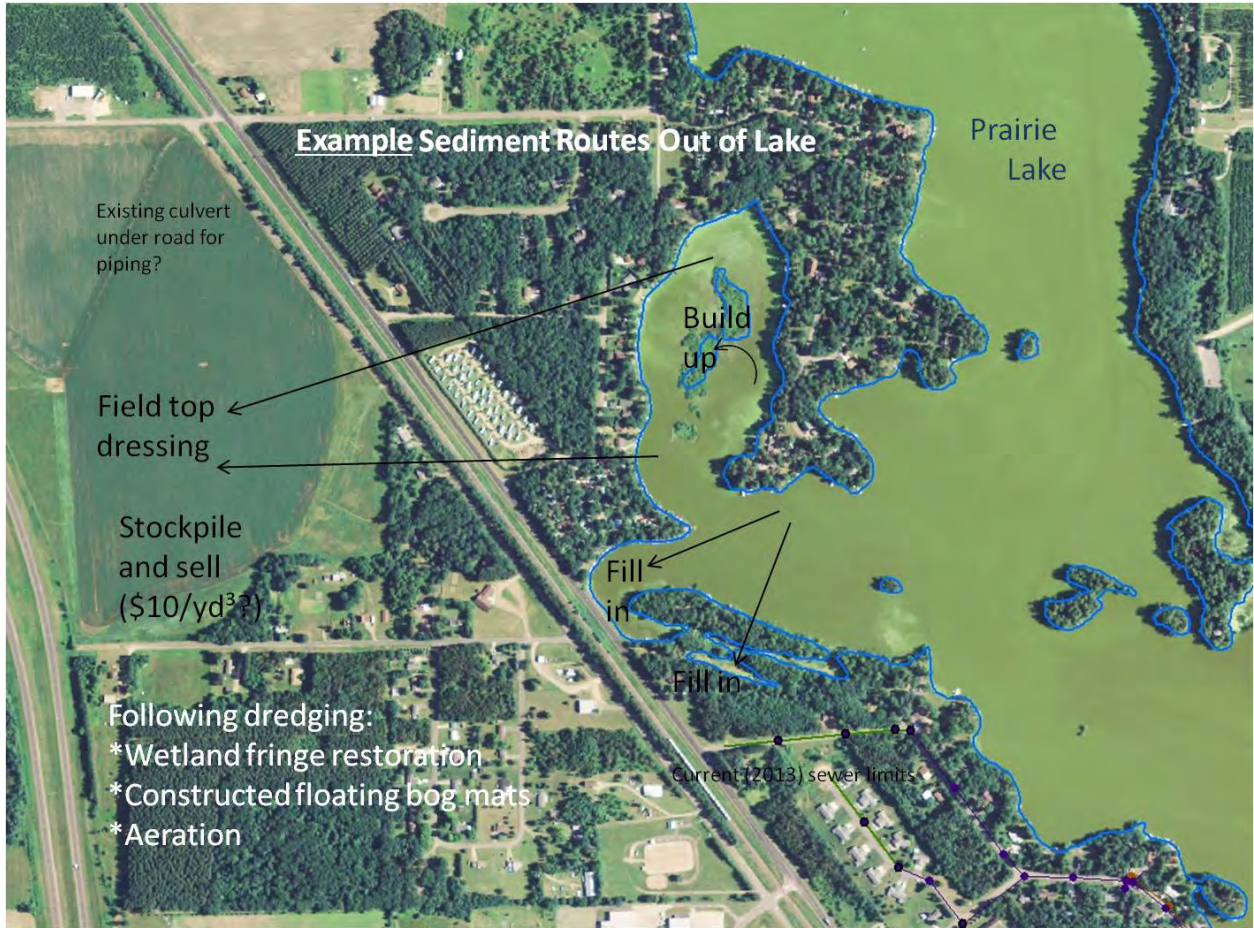 Example Sediment Routes Out of Lake
Prairie
Lake
Existing culvert
under road for
piping?
Build
up
Field top
dressing
Stockpile
and sell
($10/yd³?)
Fill
in
Fill in
Following dredging:
*Wetland fringe restoration
*Constructed floating bog mats
*Aeration
Current (2013) sewer limits